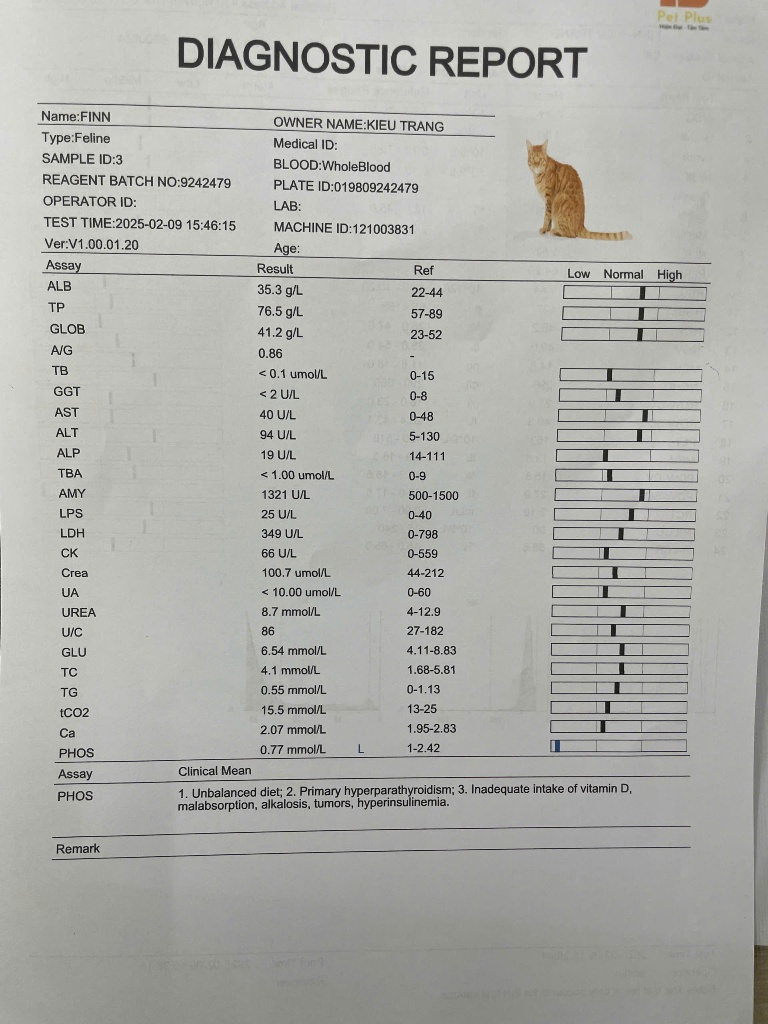 Pet Plus
DIAGNOSTIC REPORT
Name:FINN OWNER NAME:KIEU TRANG
Type:Feline Medical ID:
SAMPLE ID:3 BLOOD:WholeBlood
REAGENT BATCH NO:9242479 PLATE ID:019809242479
OPERATOR ID: LAB:
TEST TIME:2025-02-09 15:46:15 MACHINE ID:121003831
Ver:V1.00.01.20 Age:
Assay Result Ref Low Normal High
ALB 35.3 g/L 22-44
TP 76.5 g/L 57-89
GLOB 41.2 g/L 23-52
A/G 0.86 -
TB < 0.1 umol/L 0-15
GGT < 2 U/L 0-8
AST 40 U/L 0-48
ALT 94 U/L 5-130
ALP 19 U/L 14-111
TBA < 1.00 umol/L 0-9
AMY 1321 U/L 500-1500
LPS 25 U/L 0-40
LDH 349 U/L 0-798
CK 66 U/L 0-559
Crea 100.7 umol/L 44-212
UA < 10.00 umol/L 0-60
UREA 8.7 mmol/L 4-12.9
U/C 86 27-182
GLU 6.54 mmol/L 4.11-8.83
TC 4.1 mmol/L 1.68-5.81
TG 0.55 mmol/L 0-1.13
tCO2 15.5 mmol/L 13-25
Ca 2.07 mmol/L 1.95-2.83
PHOS 0.77 mmol/L L 1-2.42
Assay Clinical Mean
PHOS 1. Unbalanced diet; 2. Primary hyperparathyroidism; 3. Inadequate intake of vitamin D,
malabsorption, alkalosis, tumors, hyperinsulinemia.
Remark